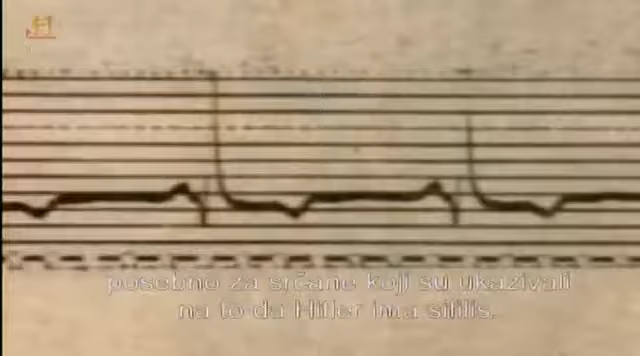 H
posebno za srčane koji su ukazivali
na to da Hitler ima sifilis.